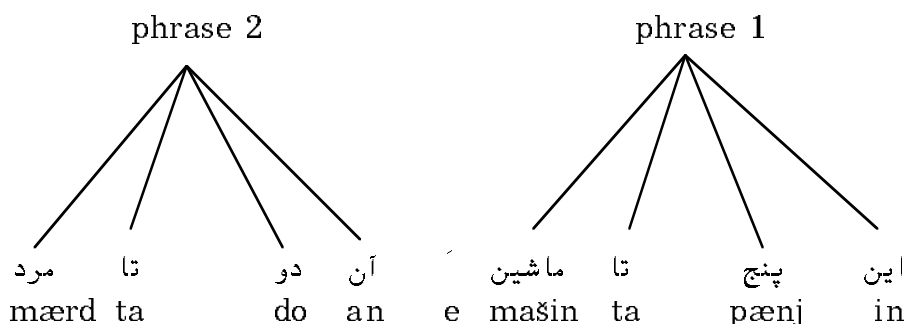 phrase 2 phrase 1
این پنج تا ماشین ِ آن دو تا مرد
mærd ta do an e mašin ta pænj in